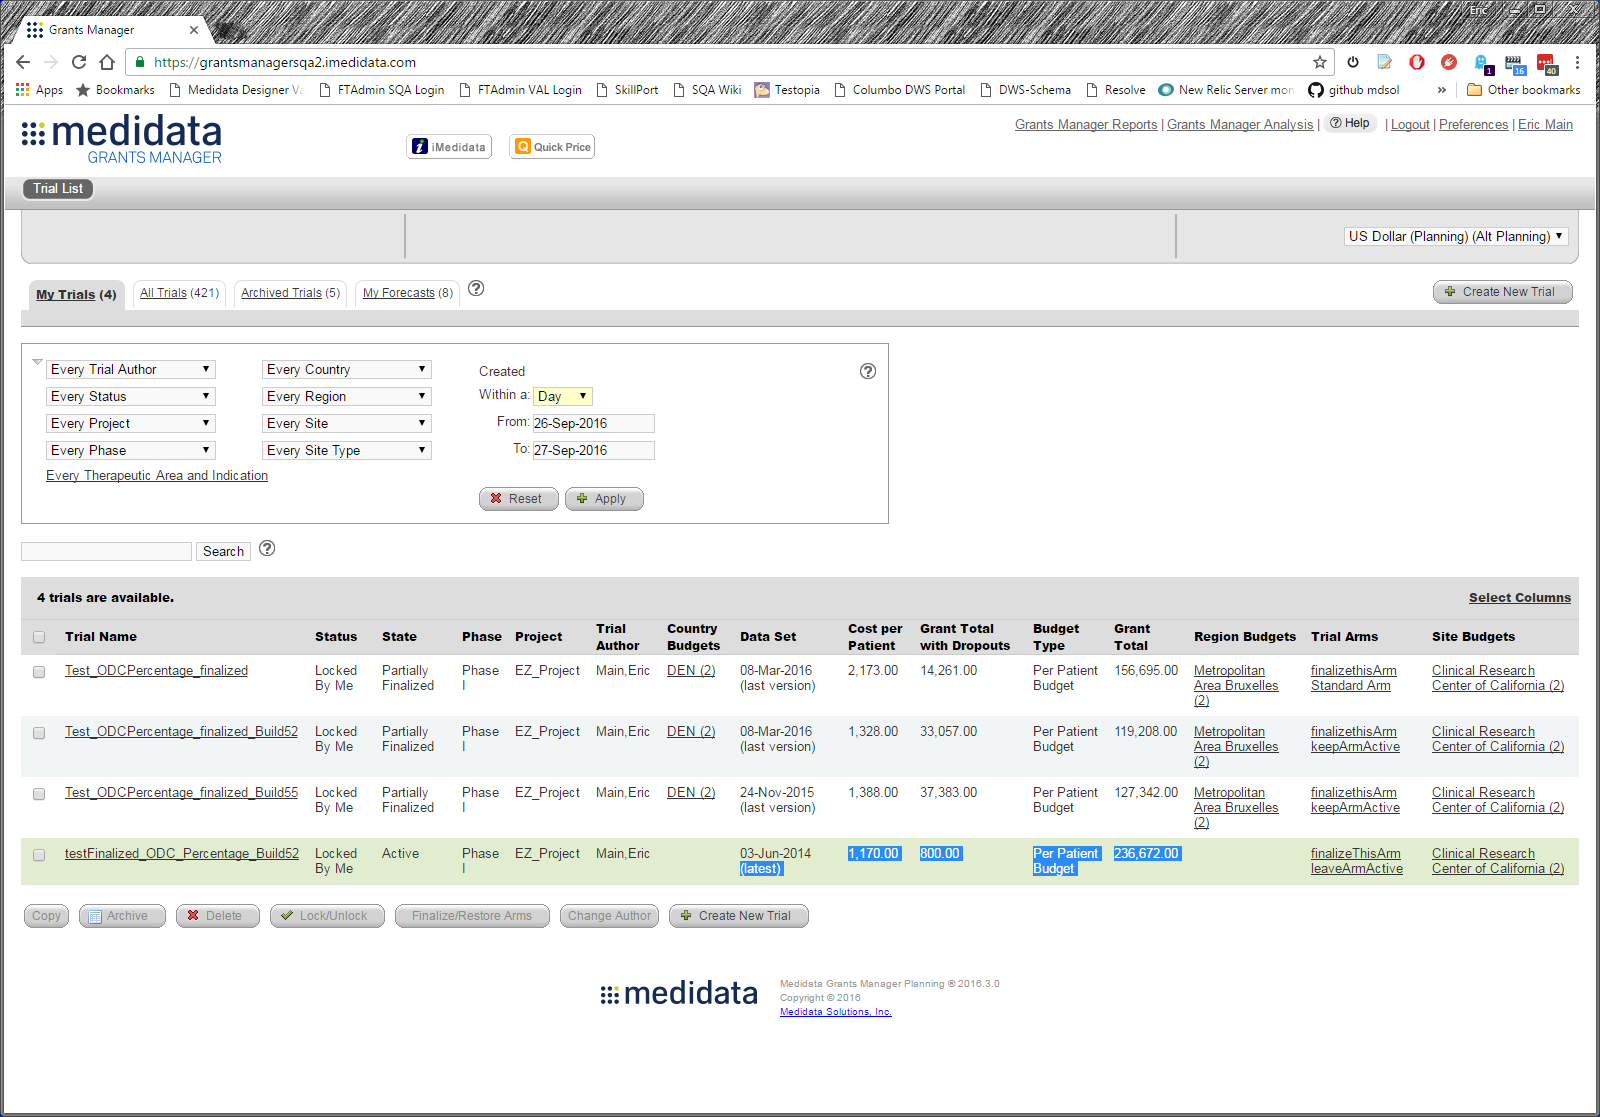 Eric
Grants Manager
https://grantsmanagersqa2.imedidata.com
1 16 40
Apps Bookmarks Medidata Designer Va FTAdmin SQA Login FTAdmin VAL Login SkillPort SQA Wiki Testopia Columbo DWS Portal DWS-Schema Resolve New Relic Server mon github mdsol » Other bookmarks
medidata
GRANTS MANAGER
iMedidata Quick Price
Grants Manager Reports | Grants Manager Analysis | Help | Logout | Preferences | Eric Main
Trial List
US Dollar (Planning) (Alt Planning)
My Trials (4) All Trials (421) Archived Trials (5) My Forecasts (8) ? Create New Trial
Every Trial Author Every Country Created ?
Every Status Every Region Within a: Day
Every Project Every Site From: 26-Sep-2016
Every Phase Every Site Type To: 27-Sep-2016
Every Therapeutic Area and Indication
Reset Apply
Search ?
4 trials are available. Select Columns
Trial Name Status State Phase Project Trial Author Country Budgets Data Set Cost per Patient Grant Total with Dropouts Budget Type Grant Total Region Budgets Trial Arms Site Budgets
Test_ODCPercentage_finalized Locked By Me Partially Finalized Phase I EZ_Project Main,Eric DEN (2) 08-Mar-2016 (last version) 2,173.00 14,261.00 Per Patient Budget 156,695.00 Metropolitan Area Bruxelles (2) finalizethisArm Standard Arm Clinical Research Center of California (2)
Test_ODCPercentage_finalized_Build52 Locked By Me Partially Finalized Phase I EZ_Project Main,Eric DEN (2) 08-Mar-2016 (last version) 1,328.00 33,057.00 Per Patient Budget 119,208.00 Metropolitan Area Bruxelles (2) finalizethisArm keepArmActive Clinical Research Center of California (2)
Test_ODCPercentage_finalized_Build55 Locked By Me Partially Finalized Phase I EZ_Project Main,Eric DEN (2) 24-Nov-2015 (last version) 1,388.00 37,383.00 Per Patient Budget 127,342.00 Metropolitan Area Bruxelles (2) finalizethisArm keepArmActive Clinical Research Center of California (2)
testFinalized_ODC_Percentage_Build52 Locked By Me Active Phase I EZ_Project Main,Eric 03-Jun-2014 (latest) 1,170.00 800.00 Per Patient Budget 236,672.00 finalizeThisArm leaveArmActive Clinical Research Center of California (2)
Copy Archive Delete Lock/Unlock Finalize/Restore Arms Change Author Create New Trial
medidata
Medidata Grants Manager Planning ® 2016.3.0
Copyright © 2016
Medidata Solutions, Inc.